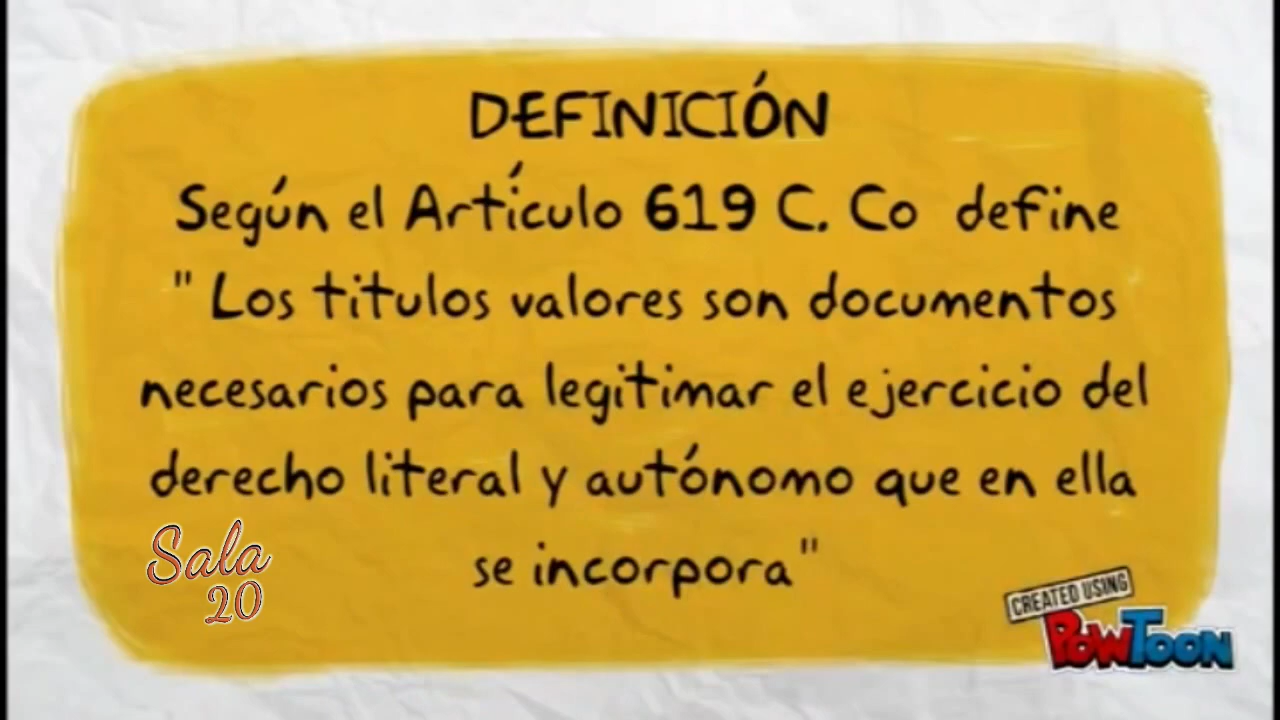 DEFINICIÓN
Según el Artículo 619 C. Co define
" Los titulos valores son documentos
necesarios para legitimar el ejercicio del
derecho literal y autónomo que en ella
se incorpora"
Sala
20
CREATED USING
POWTOON